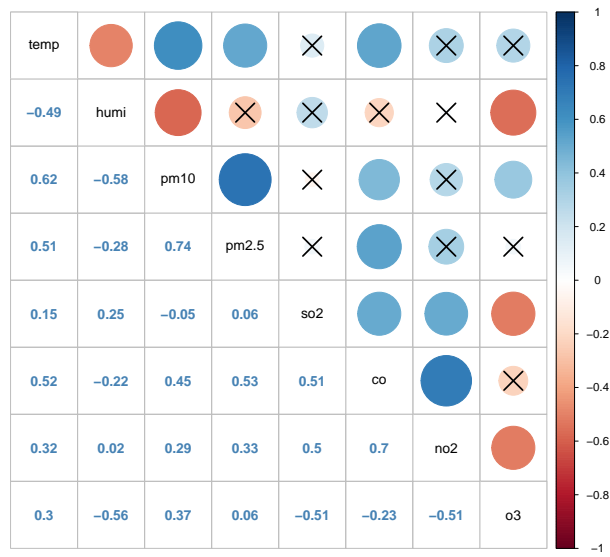 temp
−0.49 humi
0.62 −0.58 pm10
0.51 −0.28 0.74 pm2.5
0.15 0.25 −0.05 0.06 so2
0.52 −0.22 0.45 0.53 0.51 co
0.32 0.02 0.29 0.33 0.5 0.7 no2
0.3 −0.56 0.37 0.06 −0.51 −0.23 −0.51 o3
1
0.8
0.6
0.4
0.2
0
−0.2
−0.4
−0.6
−0.8
−1